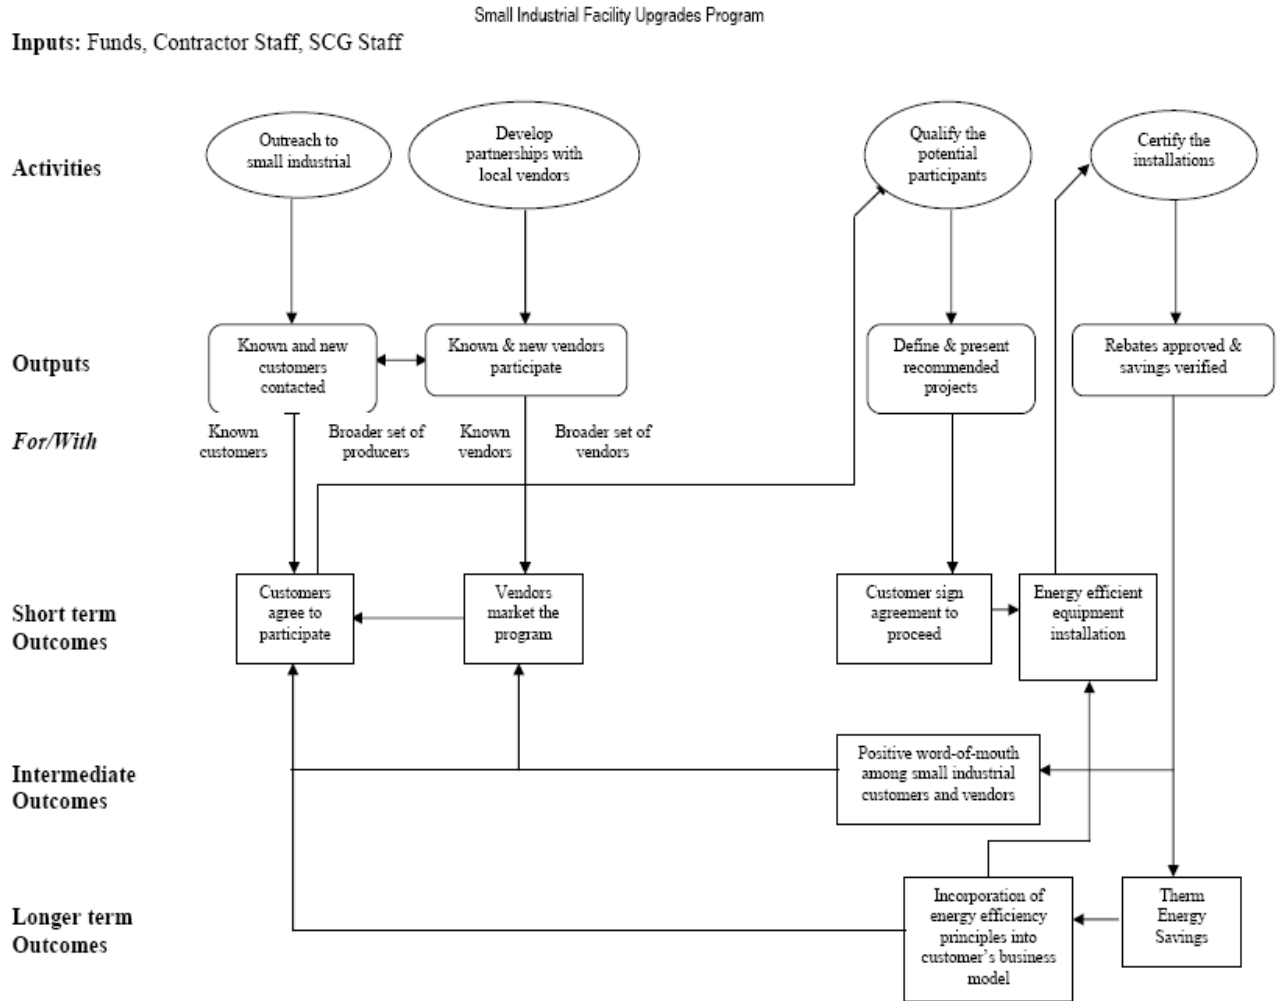 Small Industrial Facility Upgrades Program
Inputs: Funds, Contractor Staff, SCG Staff
Activities
Outreach to
small industrial
Develop
partnerships with
local vendors
Qualify the
potential
participants
Certify the
installations
Outputs
Known and new
customers
contacted
Known & new vendors
participate
Define & present
recommended
projects
Rebates approved &
savings verified
For/With
Known
customers
Broader set of
producers
Known
vendors
Broader set of
vendors
Short term
Outcomes
Customers
agree to
participate
Vendors
market the
program
Customer sign
agreement to
proceed
Energy efficient
equipment
installation
Intermediate
Outcomes
Positive word-of-mouth
among small industrial
customers and vendors
Longer term
Outcomes
Incorporation of
energy efficiency
principles into
customer's business
model
Therm
Energy
Savings